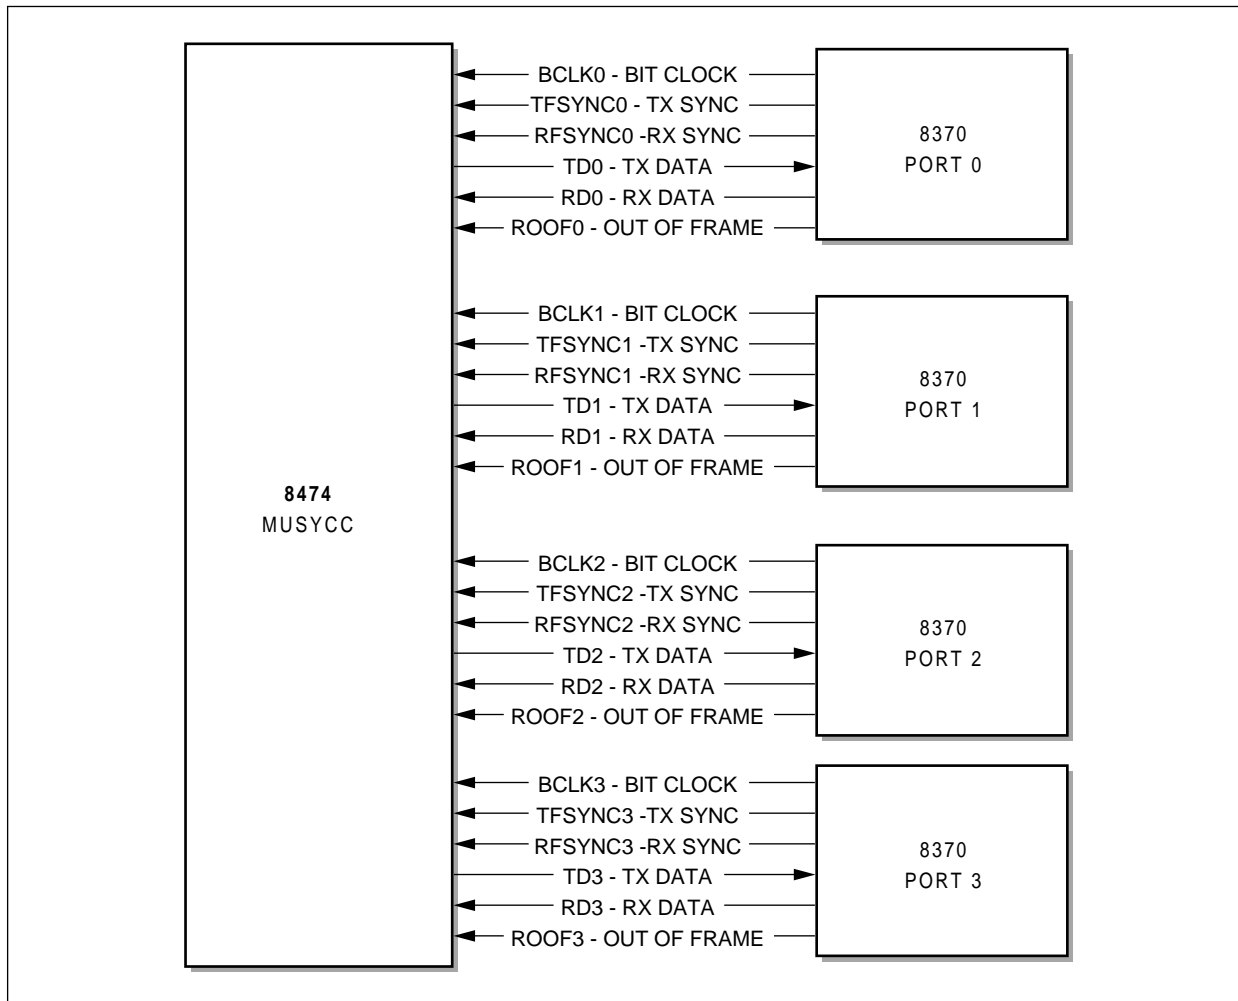 8474
MUSYCC
BCLK0 - BIT CLOCK
TFSYNC0 - TX SYNC
RFSYNC0 -RX SYNC
TD0 - TX DATA
RD0 - RX DATA
ROOF0 - OUT OF FRAME
8370
PORT 0
BCLK1 - BIT CLOCK
TFSYNC1 -TX SYNC
RFSYNC1 -RX SYNC
TD1 - TX DATA
RD1 - RX DATA
ROOF1 - OUT OF FRAME
8370
PORT 1
BCLK2 - BIT CLOCK
TFSYNC2 -TX SYNC
RFSYNC2 -RX SYNC
TD2 - TX DATA
RD2 - RX DATA
ROOF2 - OUT OF FRAME
8370
PORT 2
BCLK3 - BIT CLOCK
TFSYNC3 -TX SYNC
RFSYNC3 -RX SYNC
TD3 - TX DATA
RD3 - RX DATA
ROOF3 - OUT OF FRAME
8370
PORT 3